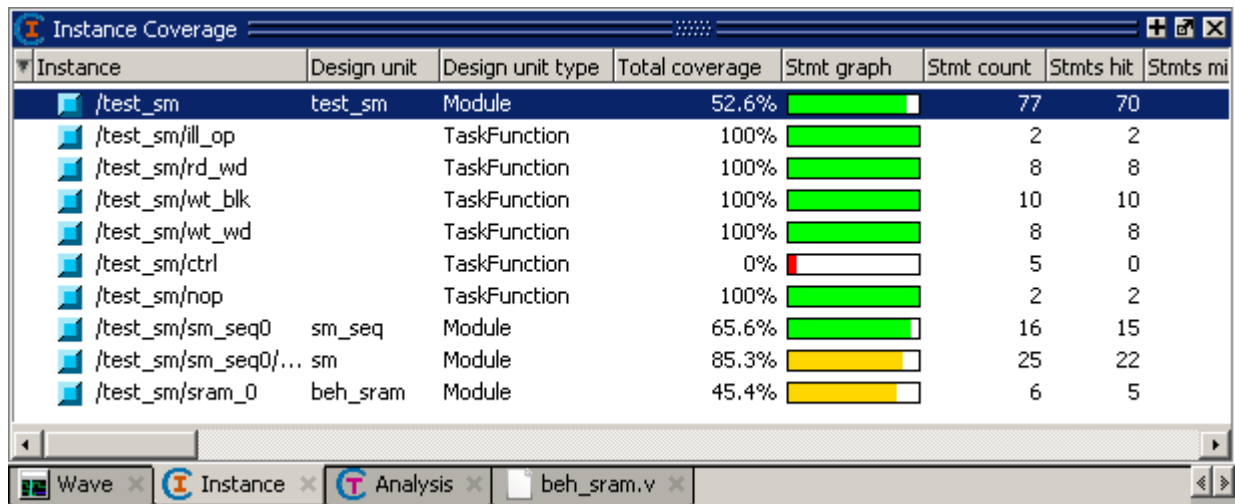 Instance Coverage
Instance Design unit Design unit type Total coverage Stmt graph Stmt count Stmts hit Stmts mi
/test_sm test_sm Module 52.6% 77 70
/test_sm/ill_op TaskFunction 100% 2 2
/test_sm/rd_wd TaskFunction 100% 8 8
/test_sm/wt_blk TaskFunction 100% 10 10
/test_sm/wt_wd TaskFunction 100% 8 8
/test_sm/ctrl TaskFunction 0% 5 0
/test_sm/nop TaskFunction 100% 2 2
/test_sm/sm_seq0 sm_seq Module 65.6% 16 15
/test_sm/sm_seq0/... sm Module 85.3% 25 22
/test_sm/sram_0 beh_sram Module 45.4% 6 5
Wave Instance Analysis beh_sram.v